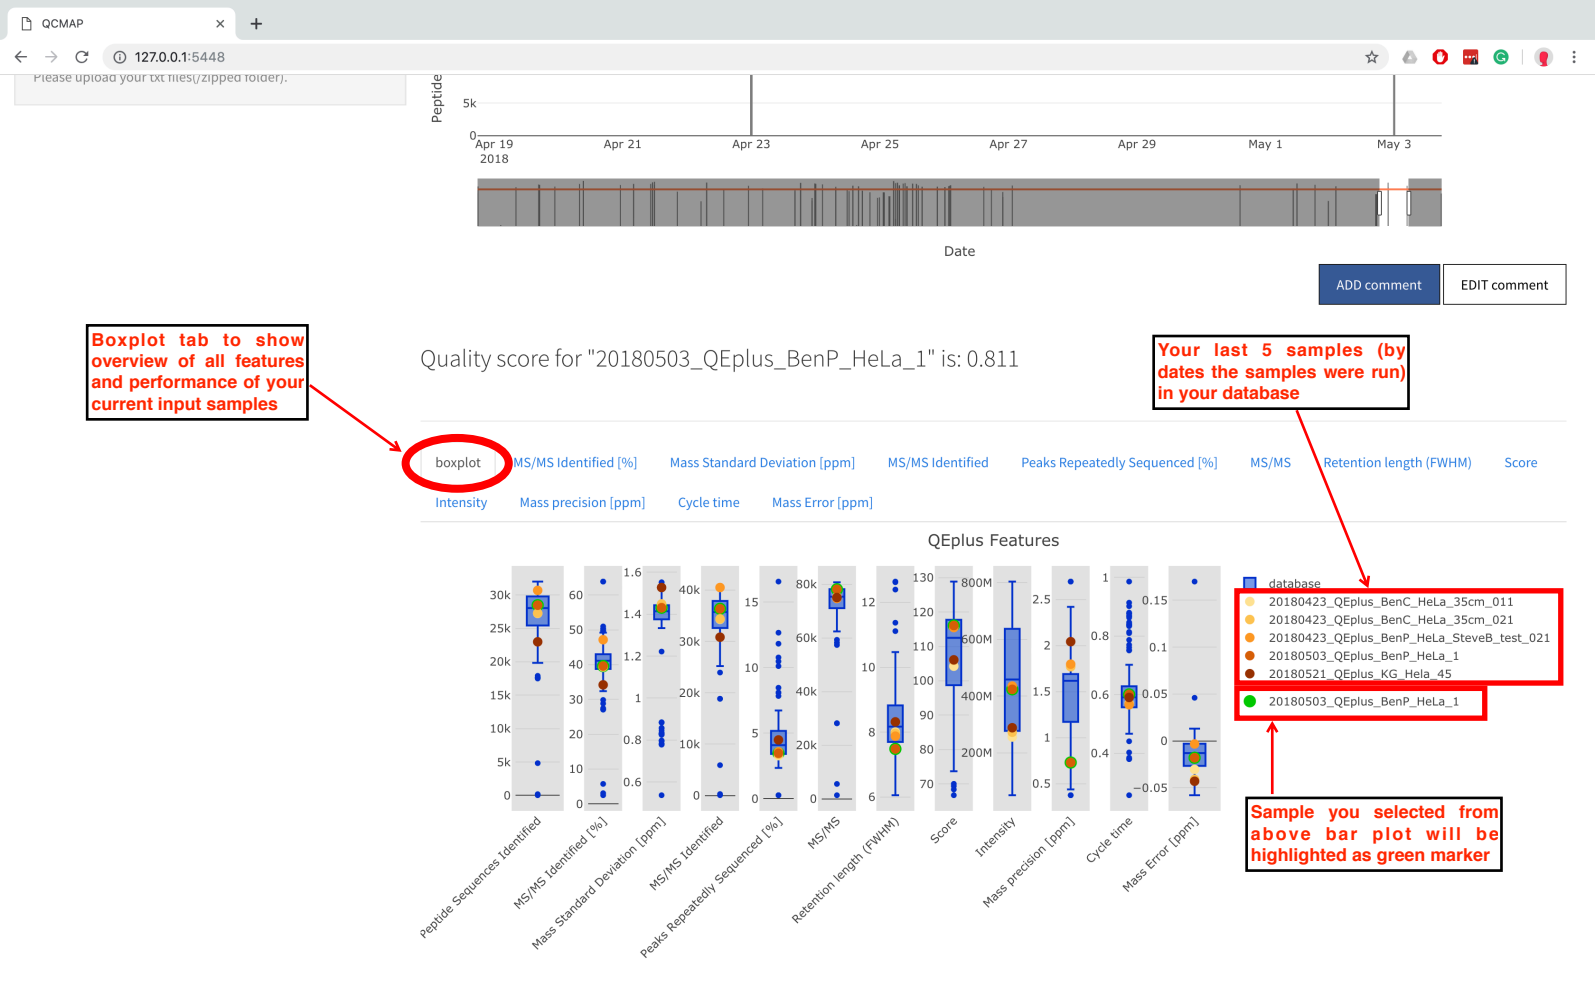 QCMAP
127.0.0.1:5448
Please upload your txt files(/zipped folder).
Peptide
5k
0
Apr 19
2018
Apr 21
Apr 23
Apr 25
Apr 27
Apr 29
May 1
May 3
Date
ADD comment
EDIT comment
Boxplot tab to show
overview of all features
and performance of your
current input samples
Quality score for "20180503_QEplus_BenP_HeLa_1" is: 0.811
Your last 5 samples (by
dates the samples were run)
in your database
boxplot
MS/MS Identified [%]
Mass Standard Deviation [ppm]
MS/MS Identified
Peaks Repeatedly Sequenced [%]
MS/MS
Retention length (FWHM)
Score
Intensity
Mass precision [ppm]
Cycle time
Mass Error [ppm]
QEplus Features
30k
25k
20k
15k
10k
5k
0
60
50
40
30
20
10
0
1.6
1.4
1.2
1
0.8
0.6
40k
30k
20k
10k
0
15
10
5
0
80k
60k
40k
20k
0
12
10
8
6
130
120
110
100
90
80
70
800M
600M
400M
200M
2.5
2
1.5
1
0.5
1
0.8
0.6
0.4
0.15
0.1
0.05
0
−0.05
Peptide Sequences Identified
MS/MS Identified [%]
Mass Standard Deviation [ppm]
MS/MS Identified
Peaks Repeatedly Sequenced [%]
MS/MS
Retention length (FWHM)
Score
Intensity
Mass precision [ppm]
Cycle time
Mass Error [ppm]
database
20180423_QEplus_BenC_HeLa_35cm_011
20180423_QEplus_BenC_HeLa_35cm_021
20180423_QEplus_BenP_HeLa_SteveB_test_021
20180503_QEplus_BenP_HeLa_1
20180521_QEplus_KG_Hela_45
20180503_QEplus_BenP_HeLa_1
Sample you selected from
above bar plot will be
highlighted as green marker